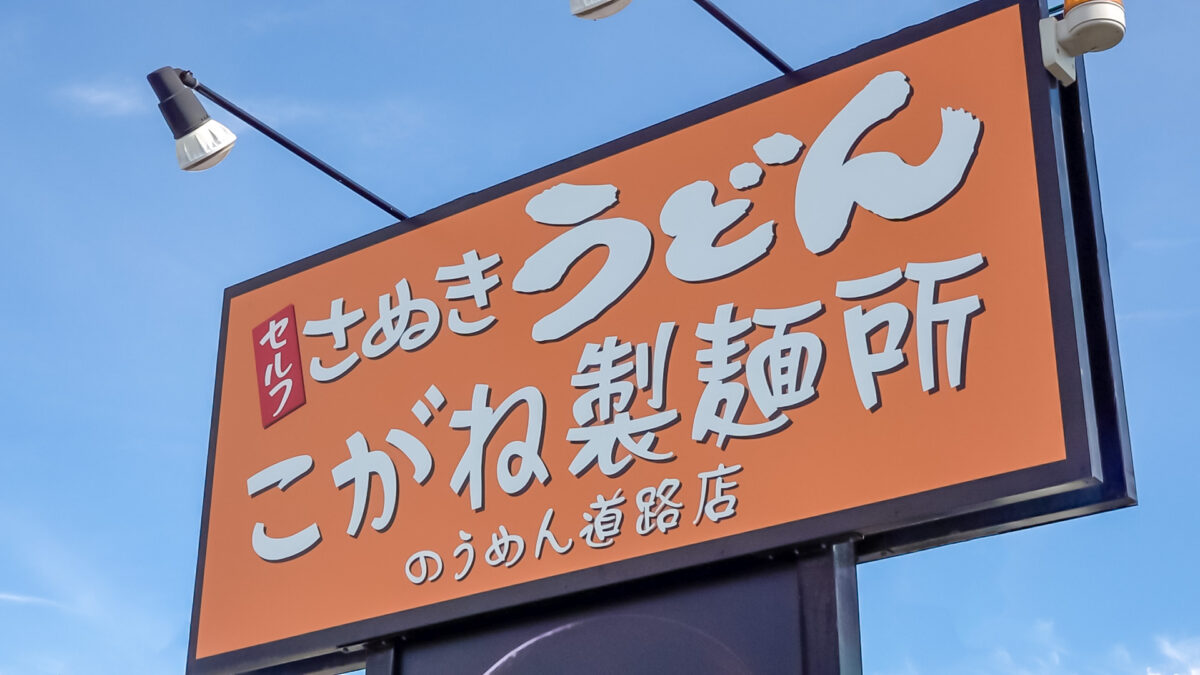 セルフ
さぬきうどん
こがね製麺所
のうめん道路店